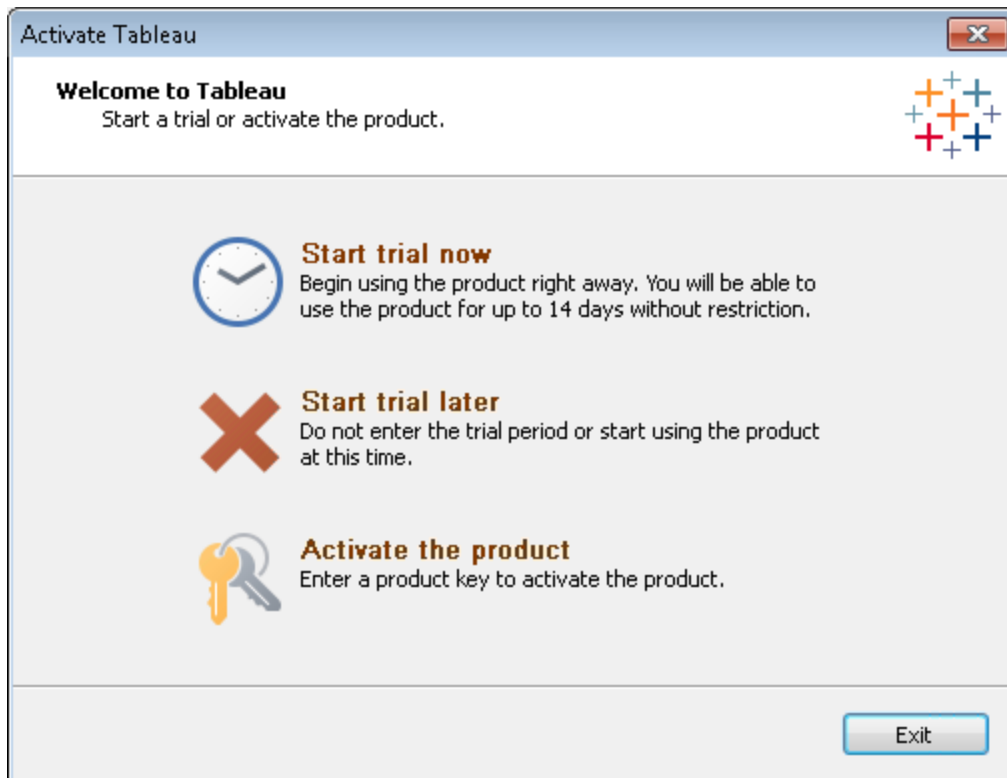 Activate Tableau
Welcome to Tableau
Start a trial or activate the product.
Start trial now
Begin using the product right away. You will be able to
use the product for up to 14 days without restriction.
Start trial later
Do not enter the trial period or start using the product
at this time.
Activate the product
Enter a product key to activate the product.
Exit